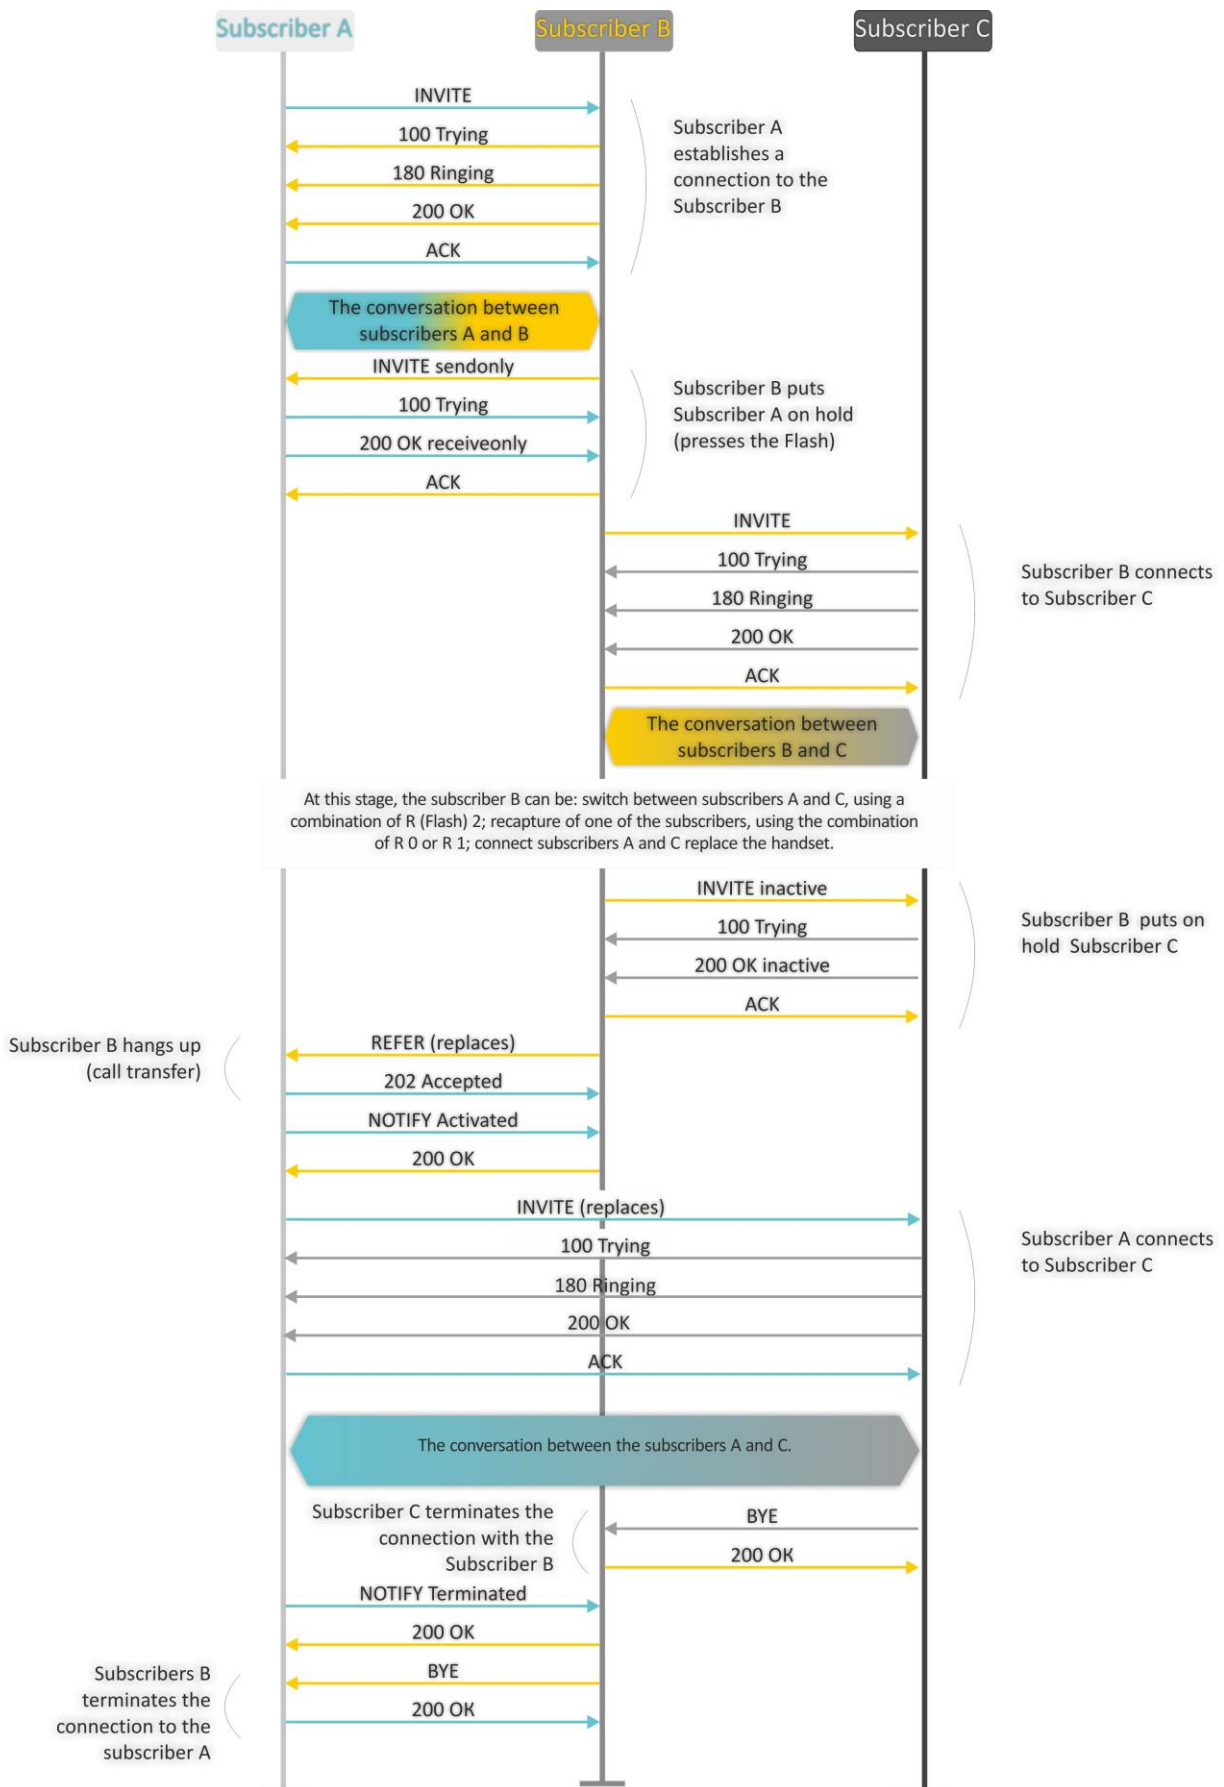 Subscriber A
Subscriber B
Subscriber C
INVITE
100 Trying
180 Ringing
200 OK
ACK
Subscriber A
establishes a
connection to the
Subscriber B
The conversation between
subscribers A and B
INVITE sendonly
100 Trying
200 OK receiveonly
ACK
Subscriber B puts
Subscriber A on hold
(presses the Flash)
INVITE
100 Trying
180 Ringing
200 OK
ACK
Subscriber B connects
to Subscriber C
The conversation between
subscribers B and C
At this stage, the subscriber B can be: switch between subscribers A and C, using a
combination of R (Flash) 2; recapture of one of the subscribers, using the combination
of R 0 or R 1; connect subscribers A and C replace the handset.
INVITE inactive
100 Trying
200 OK inactive
ACK
Subscriber B puts on
hold Subscriber C
Subscriber B hangs up
(call transfer)
REFER (replaces)
202 Accepted
NOTIFY Activated
200 OK
INVITE (replaces)
100 Trying
180 Ringing
200 OK
ACK
Subscriber A connects
to Subscriber C
The conversation between the subscribers A and C.
Subscriber C terminates the
connection with the
Subscriber B
BYE
200 OK
NOTIFY Terminated
200 OK
BYE
200 OK
Subscribers B
terminates the
connection to the
subscriber A